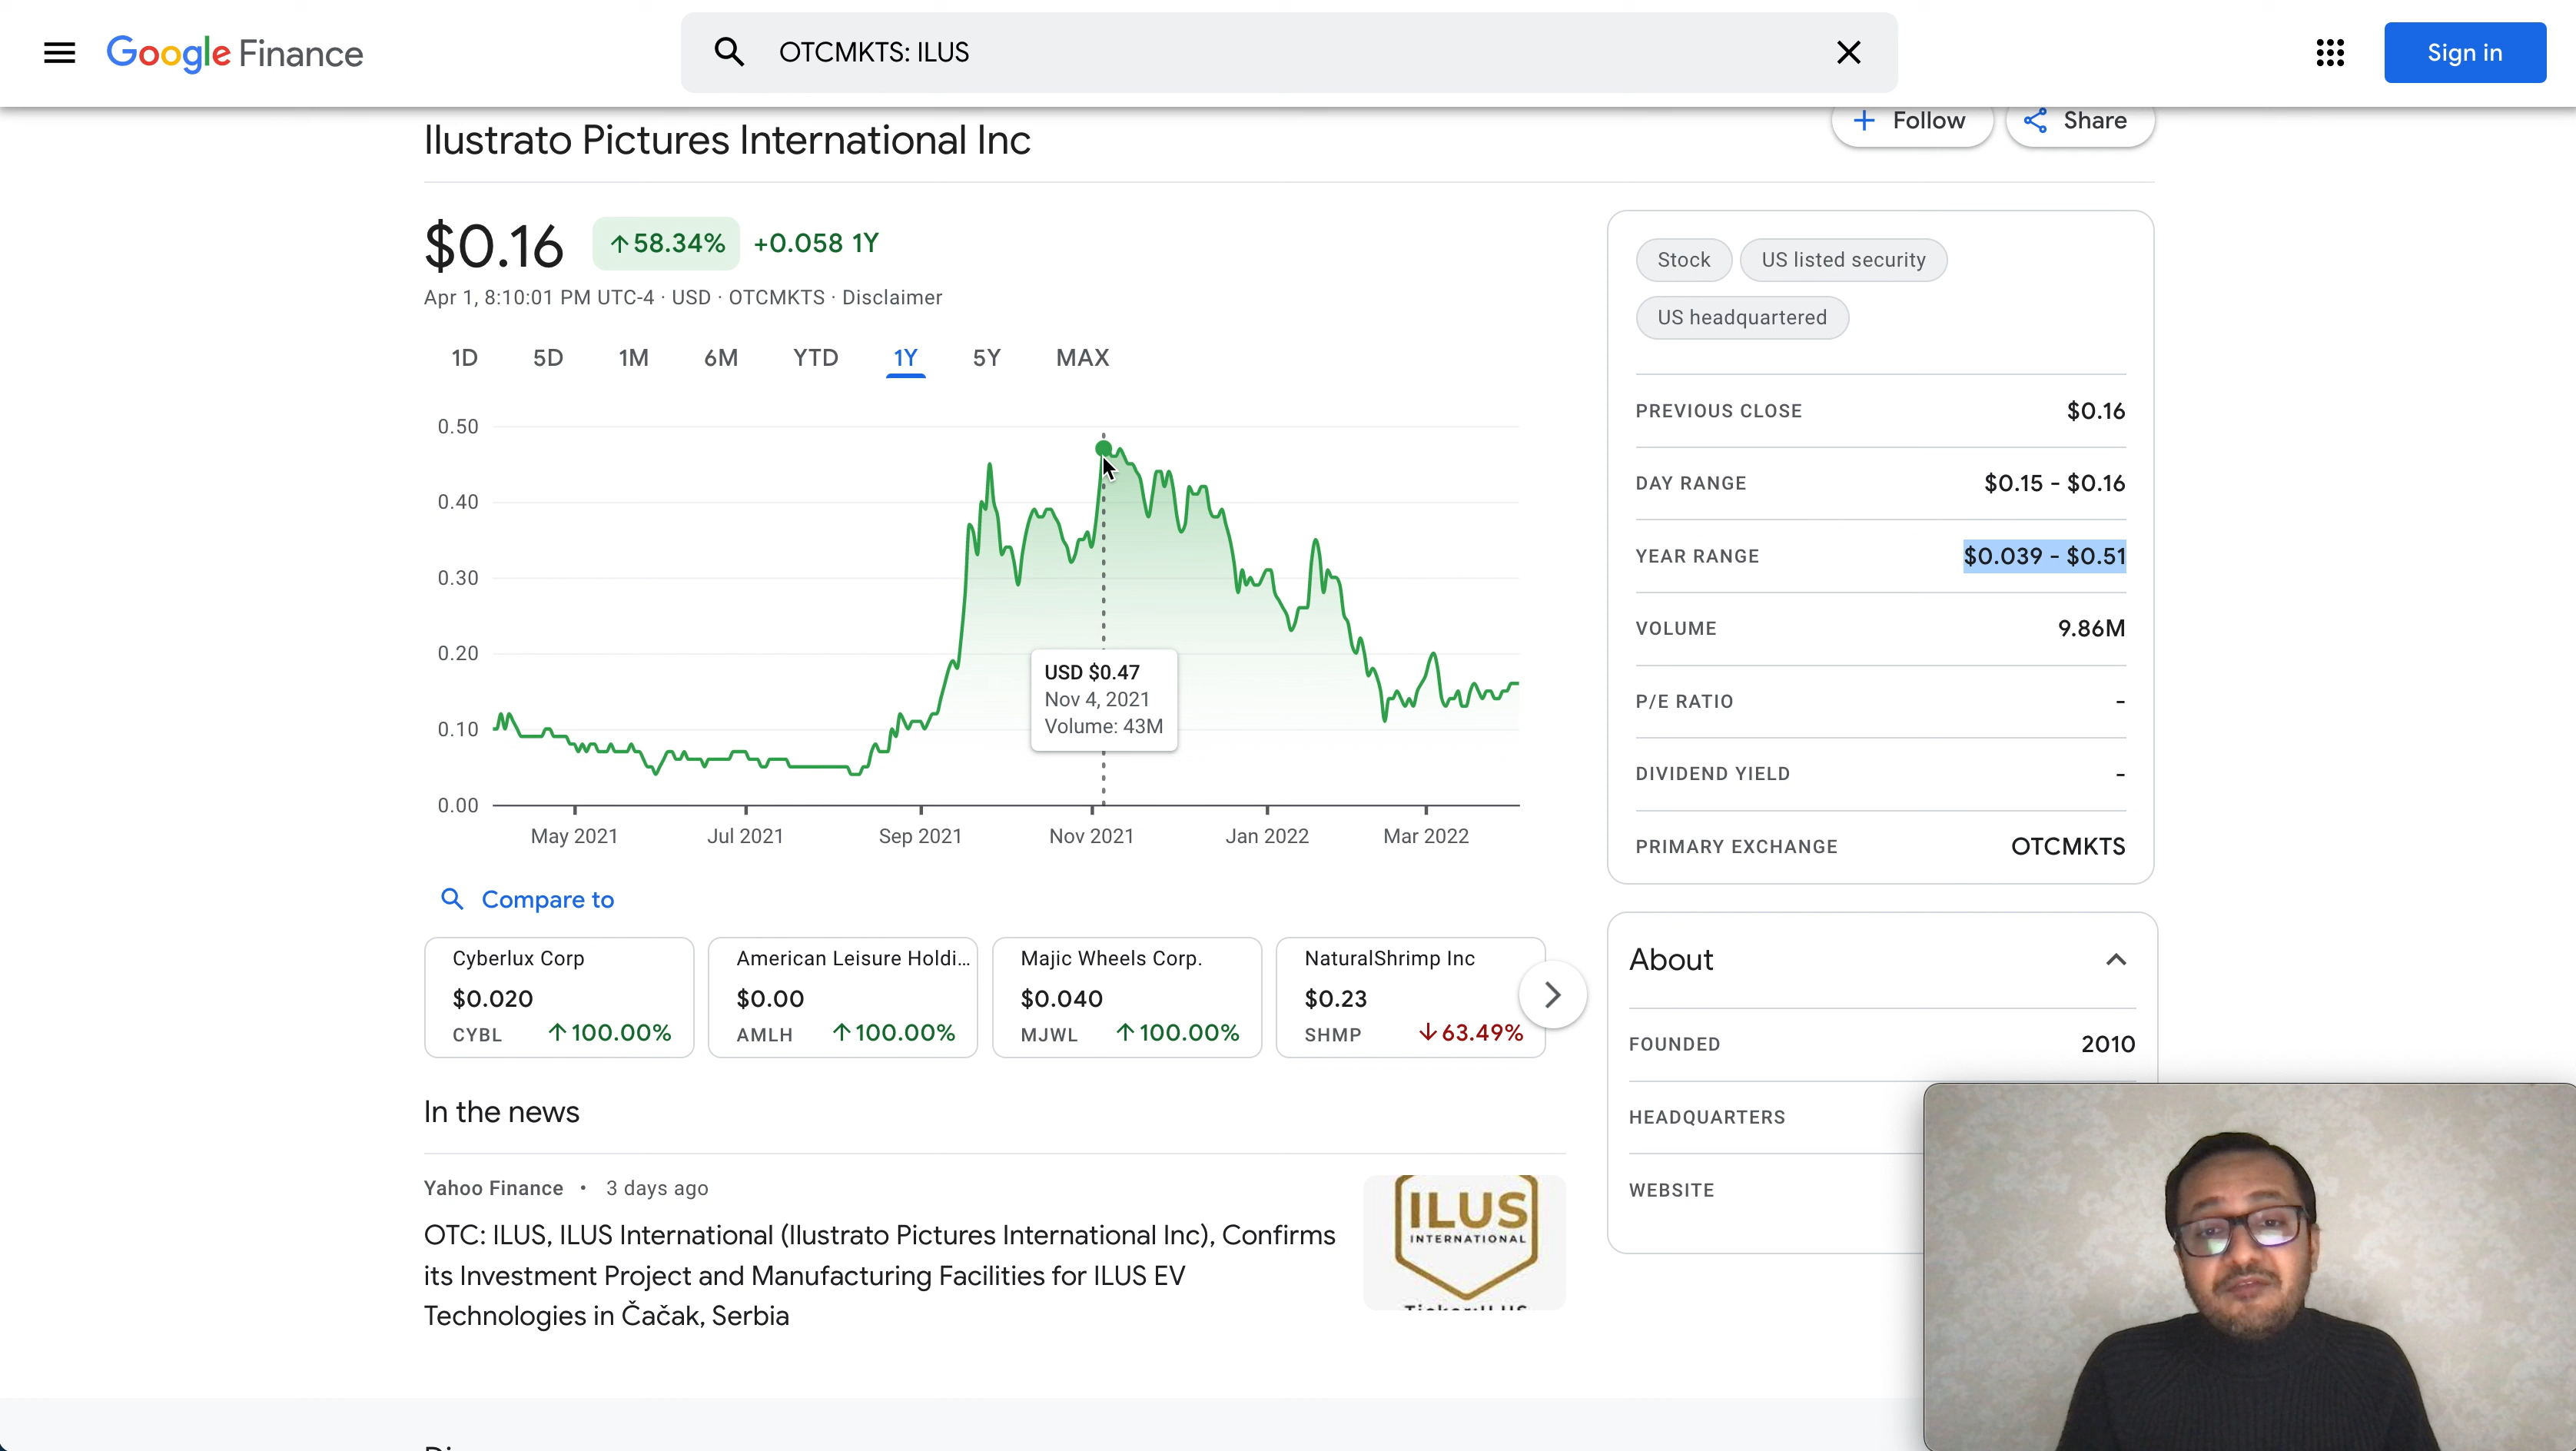 Google Finance
OTCMKTS: ILUS
Sign in
Ilustrato Pictures International Inc
Follow
Share
$0.16
58.34%
+0.058 1Y
Apr 1, 8:10:01 PM UTC-4 · USD · OTCMKTS · Disclaimer
1D 5D 1M 6M YTD 1Y 5Y MAX
0.50
0.40
0.30
0.20
0.10
0.00
USD $0.47
Nov 4, 2021
Volume: 43M
May 2021 Jul 2021 Sep 2021 Nov 2021 Jan 2022 Mar 2022
Stock
US listed security
US headquartered
PREVIOUS CLOSE $0.16
DAY RANGE $0.15 - $0.16
YEAR RANGE $0.039 - $0.51
VOLUME 9.86M
P/E RATIO -
DIVIDEND YIELD -
PRIMARY EXCHANGE OTCMKTS
Compare to
Cyberlux Corp
$0.020
CYBL 100.00%
American Leisure Holdi...
$0.00
AMLH 100.00%
Majic Wheels Corp.
$0.040
MJWL 100.00%
NaturalShrimp Inc
$0.23
SHMP 63.49%
About
FOUNDED 2010
HEADQUARTERS
WEBSITE
In the news
Yahoo Finance · 3 days ago
OTC: ILUS, ILUS International (Ilustrato Pictures International Inc), Confirms
its Investment Project and Manufacturing Facilities for ILUS EV
Technologies in Čačak, Serbia
ILUS
INTERNATIONAL